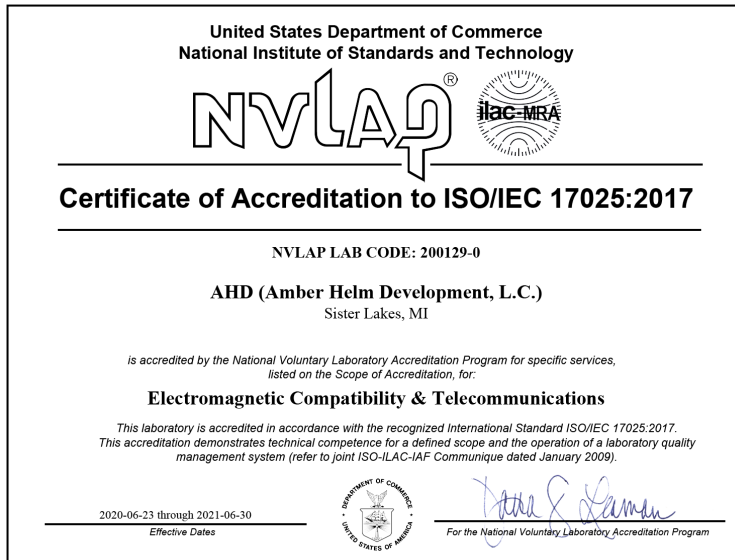 United States Department of Commerce
National Institute of Standards and Technology
NVLAP®
ilac-MRA
Certificate of Accreditation to ISO/IEC 17025:2017
NVLAP LAB CODE: 200129-0
AHD (Amber Helm Development, L.C.)
Sister Lakes, MI
is accredited by the National Voluntary Laboratory Accreditation Program for specific services,
listed on the Scope of Accreditation, for:
Electromagnetic Compatibility & Telecommunications
This laboratory is accredited in accordance with the recognized International Standard ISO/IEC 17025:2017.
This accreditation demonstrates technical competence for a defined scope and the operation of a laboratory quality
management system (refer to joint ISO-ILAC-IAF Communique dated January 2009).
2020-06-23 through 2021-06-30
Effective Dates
DEPARTMENT OF COMMERCE
UNITED STATES OF AMERICA
For the National Voluntary Laboratory Accreditation Program